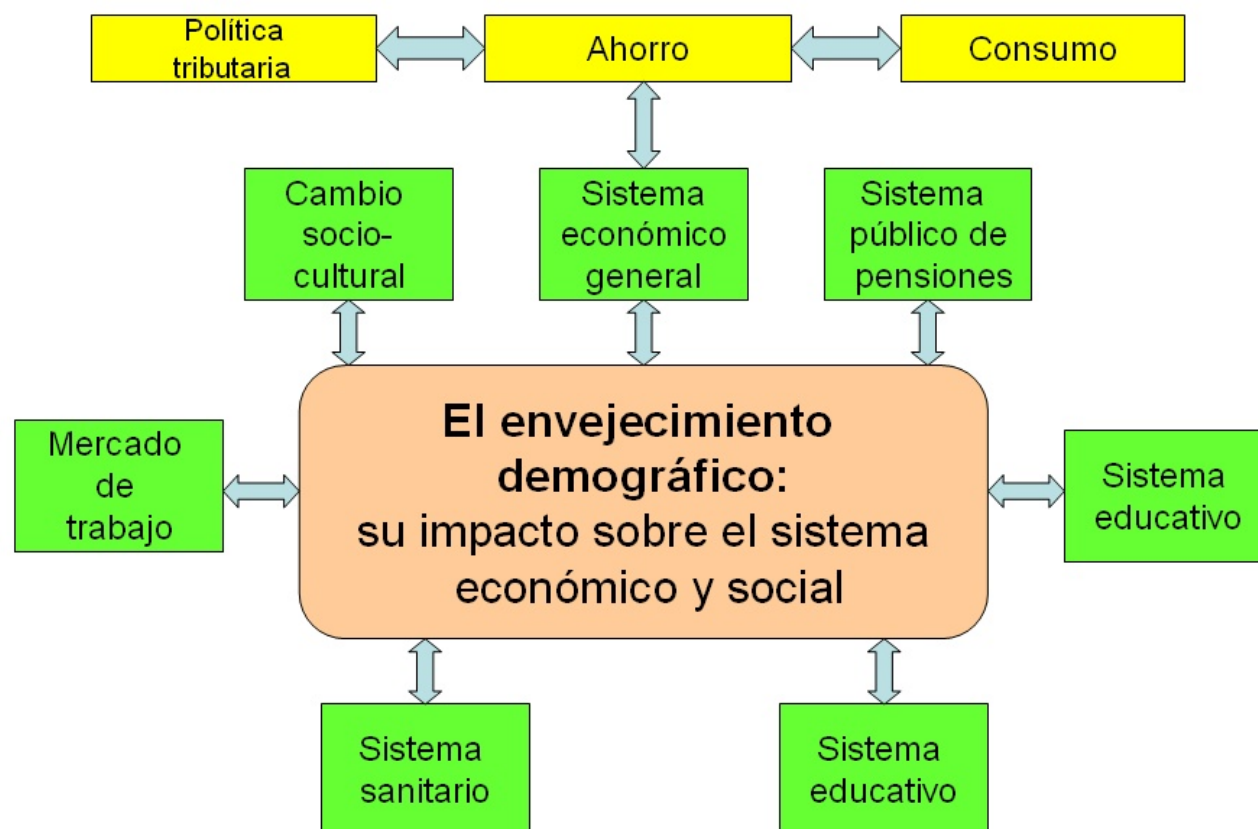 Política
tributaria
Ahorro
Consumo
Cambio
socio-
cultural
Sistema
económico
general
Sistema
público de
pensiones
Mercado
de
trabajo
El envejecimiento
demográfico:
su impacto sobre el sistema
económico y social
Sistema
educativo
Sistema
sanitario
Sistema
educativo